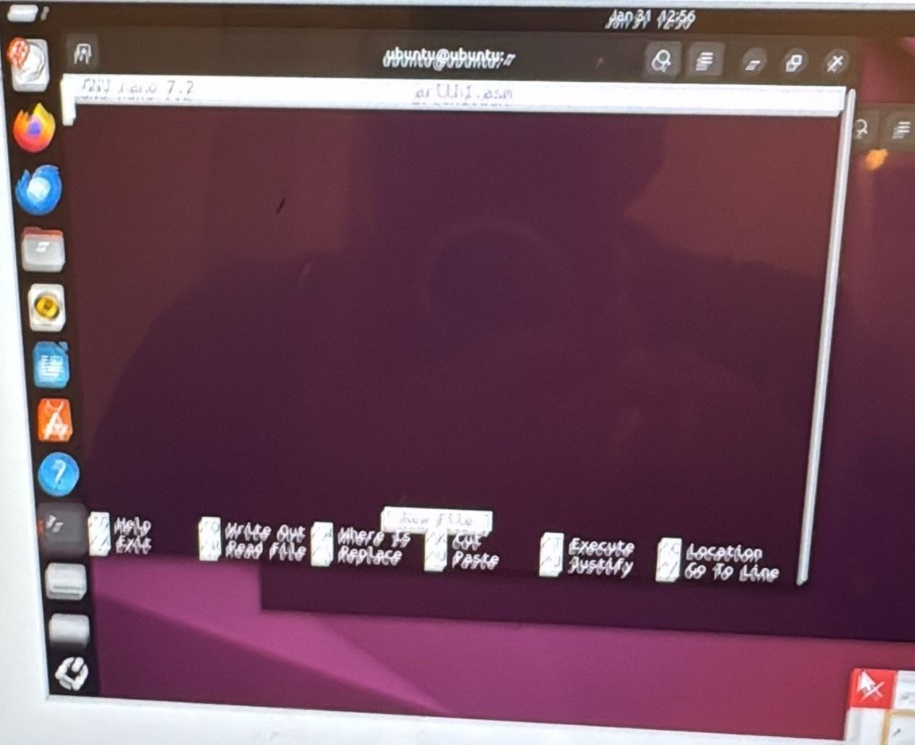 Jan 31 12:56
ubuntu@ubuntu: ~
GNU nano 7.2
New File
Help Write Out Where Is Cut Execute Location
Exit Read File Replace Paste Justify Go To Line